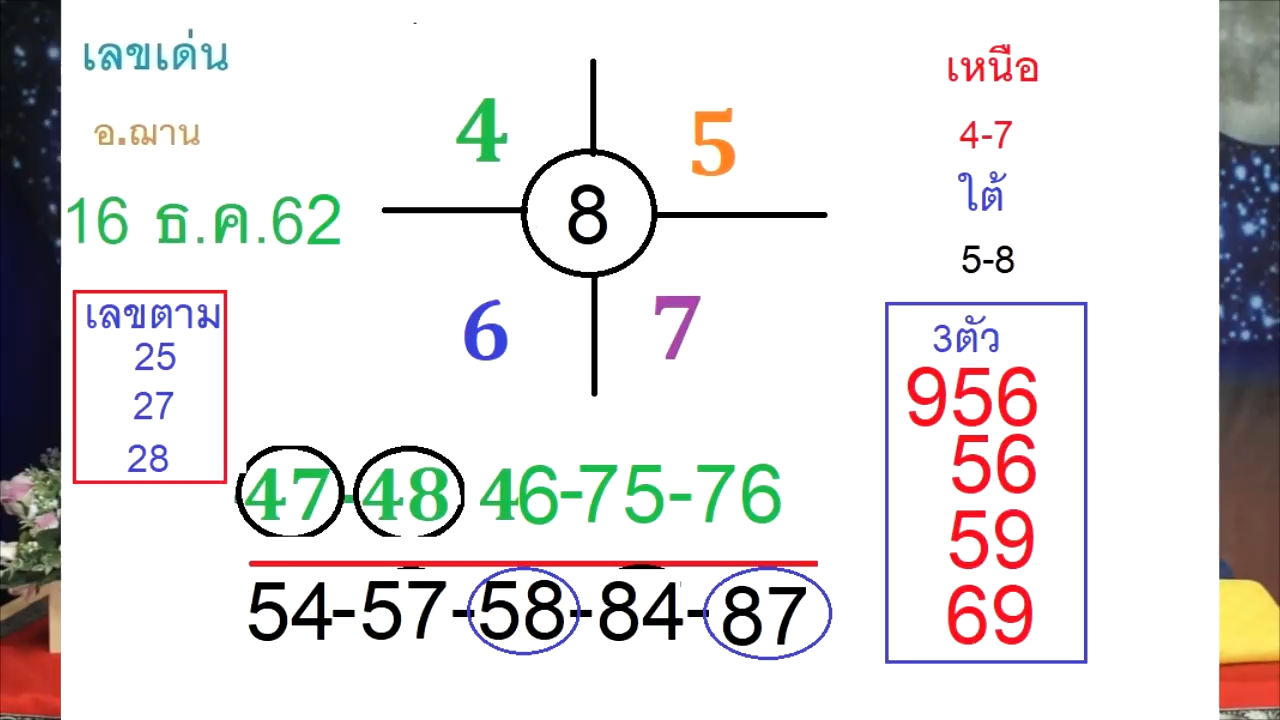 เลขเด่น
อ.ฌาน
16 ธ.ค.62
เลขตาม
25
27
28
4 5
8
6 7
47-48 46-75-76
54-57-58-84-87
เหนือ
4-7
ใต้
5-8
3ตัว
956
56
59
69